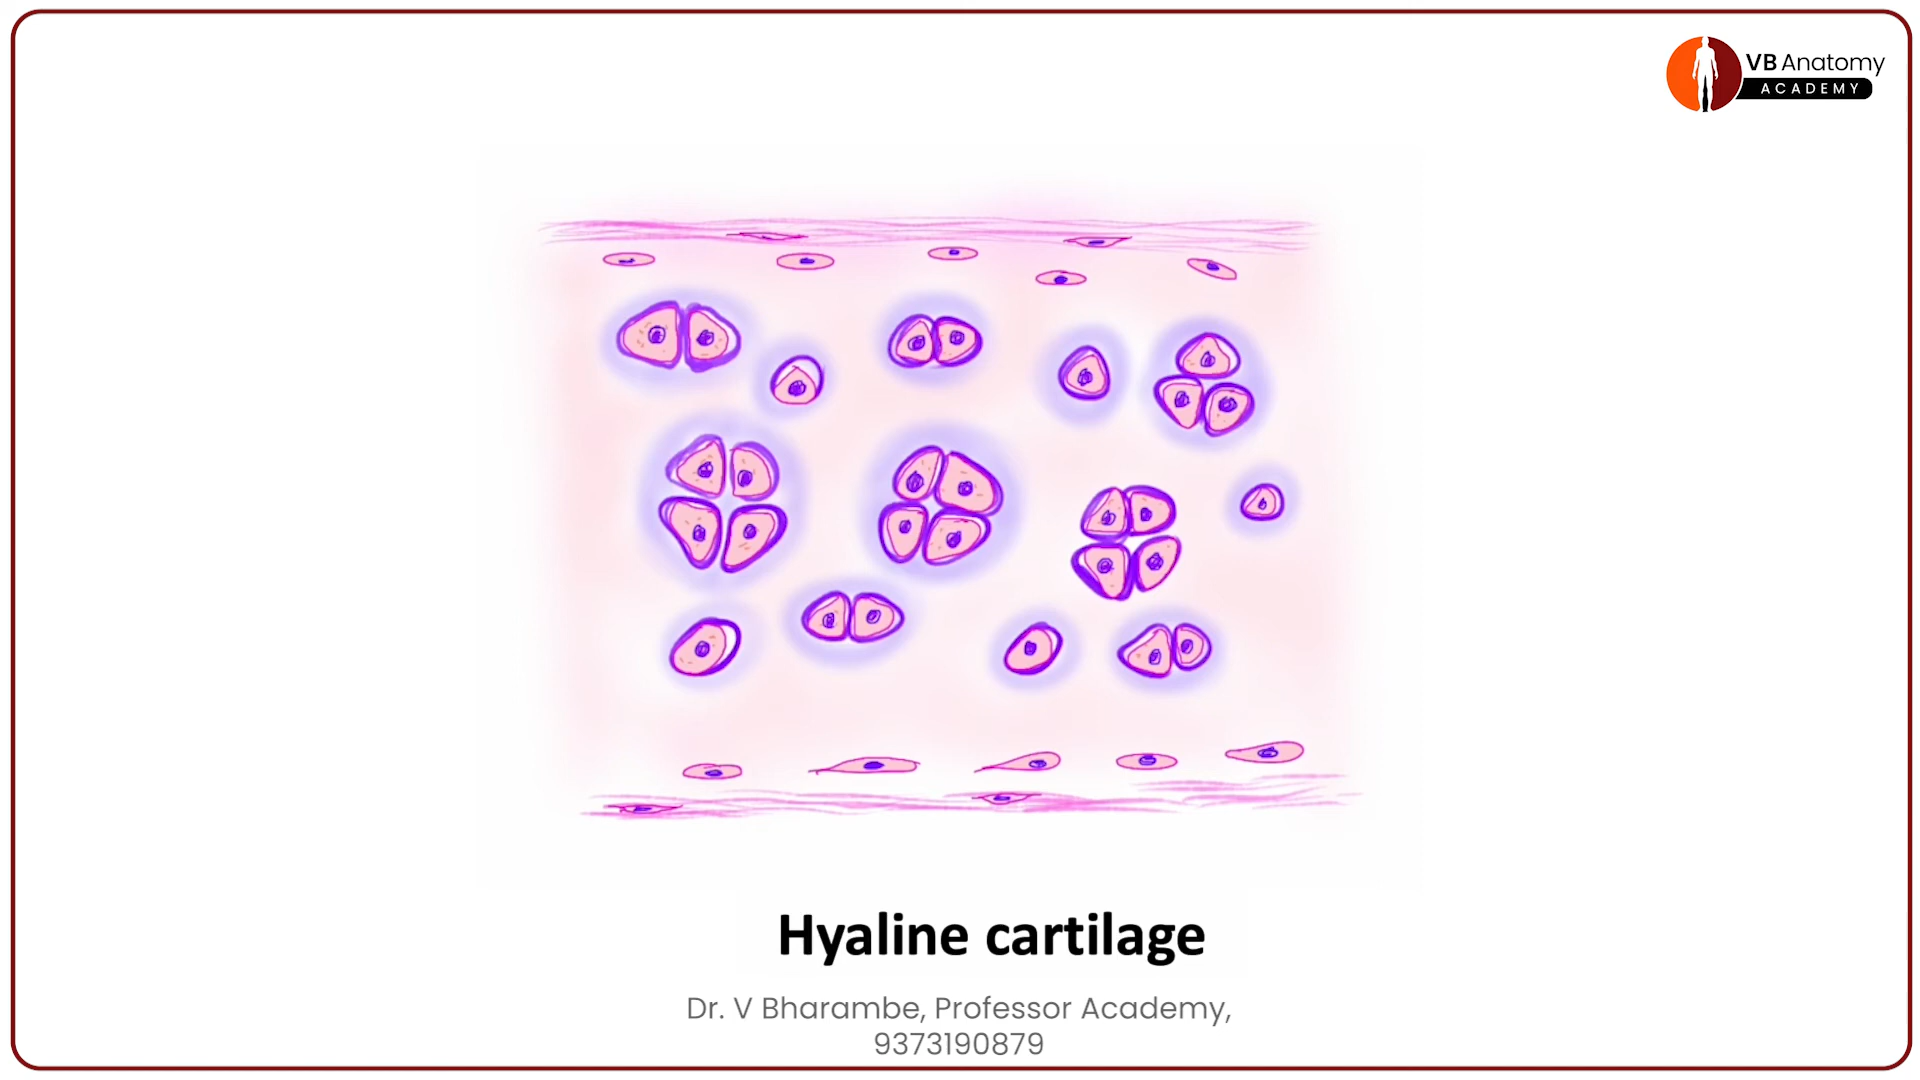 VB Anatomy
ACADEMY
Hyaline cartilage
Dr. V Bharambe, Professor Academy,
9373190879